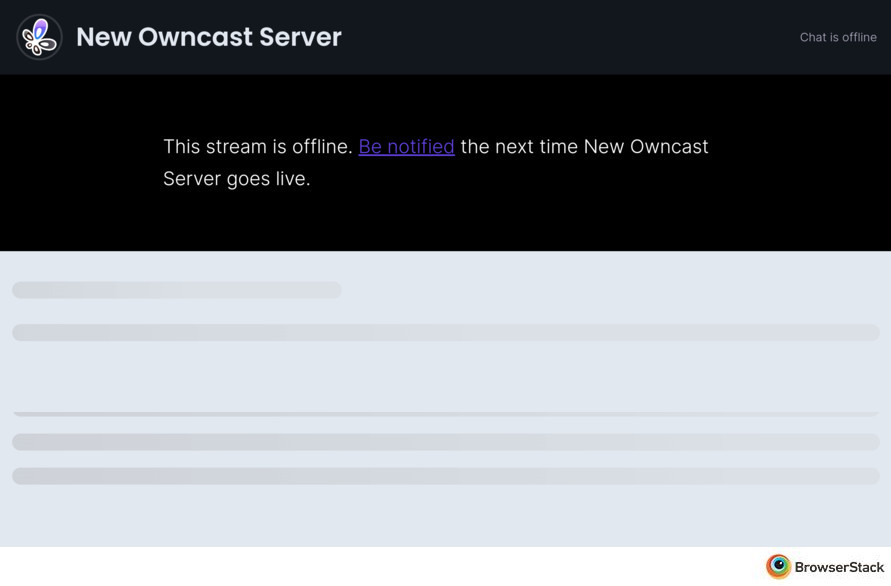 New Owncast Server
Chat is offline
This stream is offline. Be notified the next time New Owncast
Server goes live.
BrowserStack